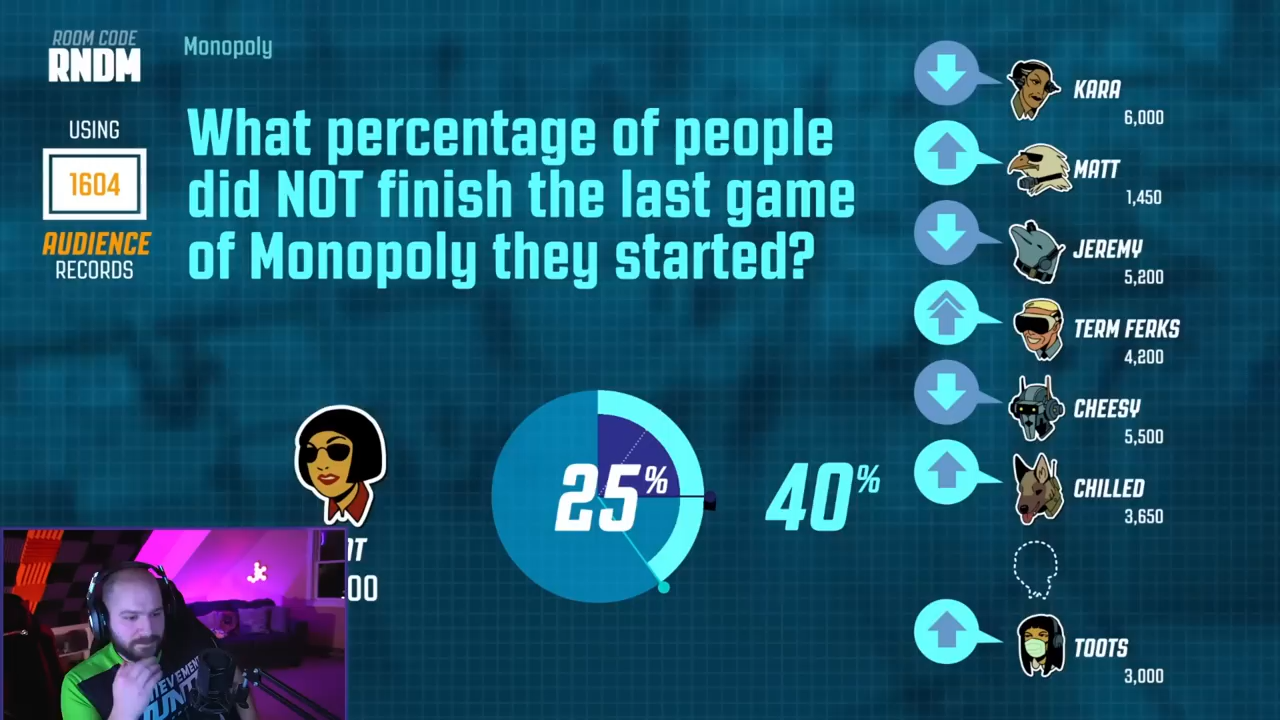 ROOM CODE
RNDM
USING
1604
AUDIENCE
RECORDS
Monopoly
What percentage of people
did NOT finish the last game
of Monopoly they started?
25%
40%
KARA
6,000
MATT
1,450
JEREMY
5,200
TERM FERKS
4,200
CHEESY
5,500
CHILLED
3,650
TOOTS
3,000